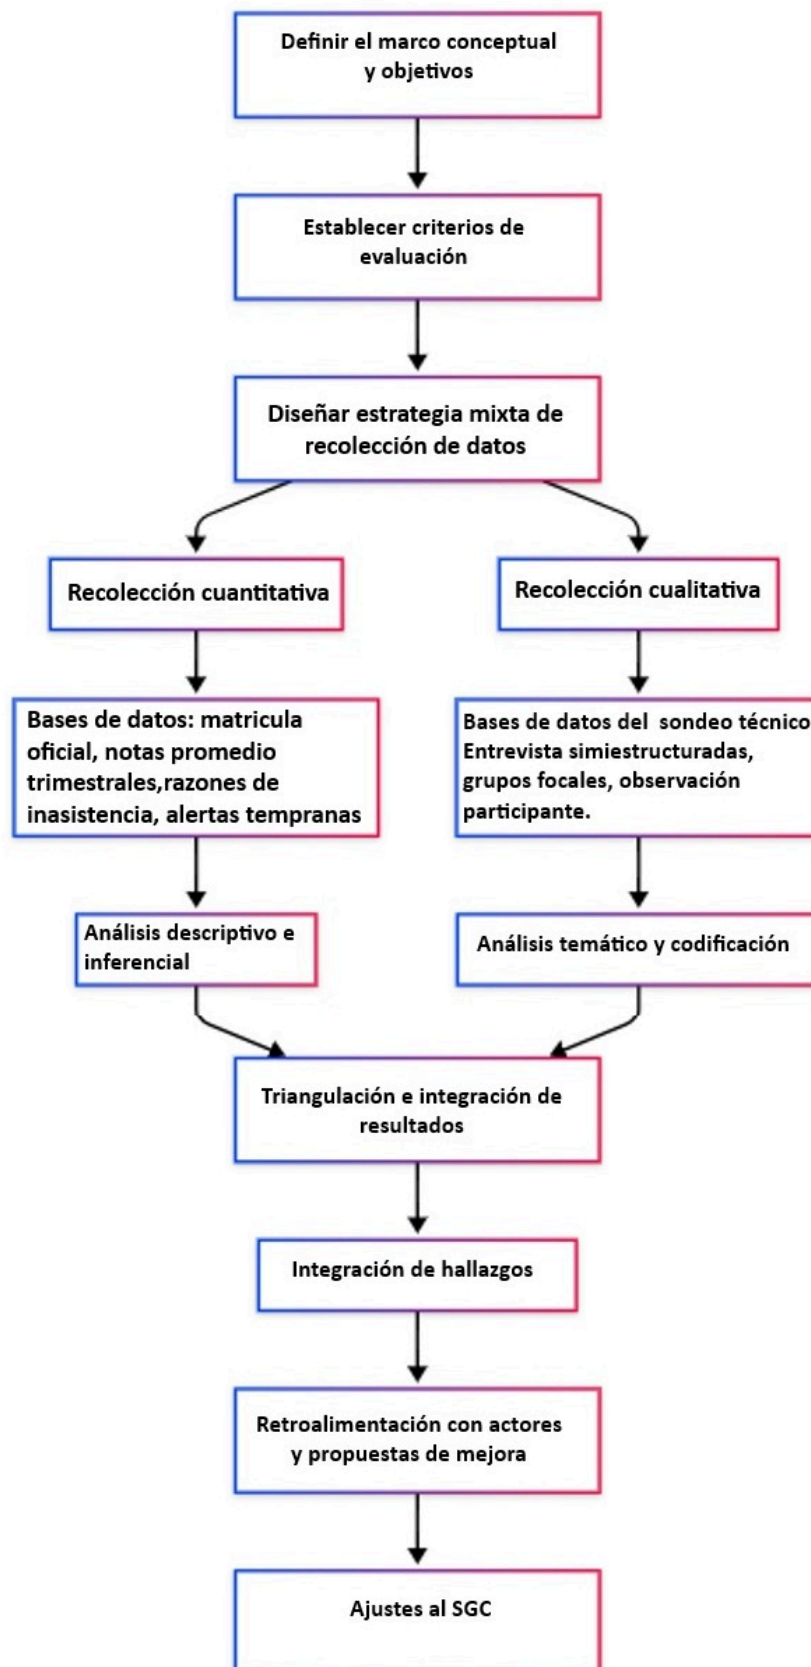 Definir el marco conceptual
y objetivos
Establecer criterios de
evaluación
Diseñar estrategia mixta de
recolección de datos
Recolección cuantitativa
Recolección cualitativa
Bases de datos: matricula
oficial, notas promedio
trimestrales,razones de
inasistencia, alertas tempranas
Bases de datos del sondeo técnico
Entrevista simiestructuradas,
grupos focales, observación
participante.
Análisis descriptivo e
inferencial
Análisis temático y codificación
Triangulación e integración de
resultados
Integración de hallazgos
Retroalimentación con actores
y propuestas de mejora
Ajustes al SGC